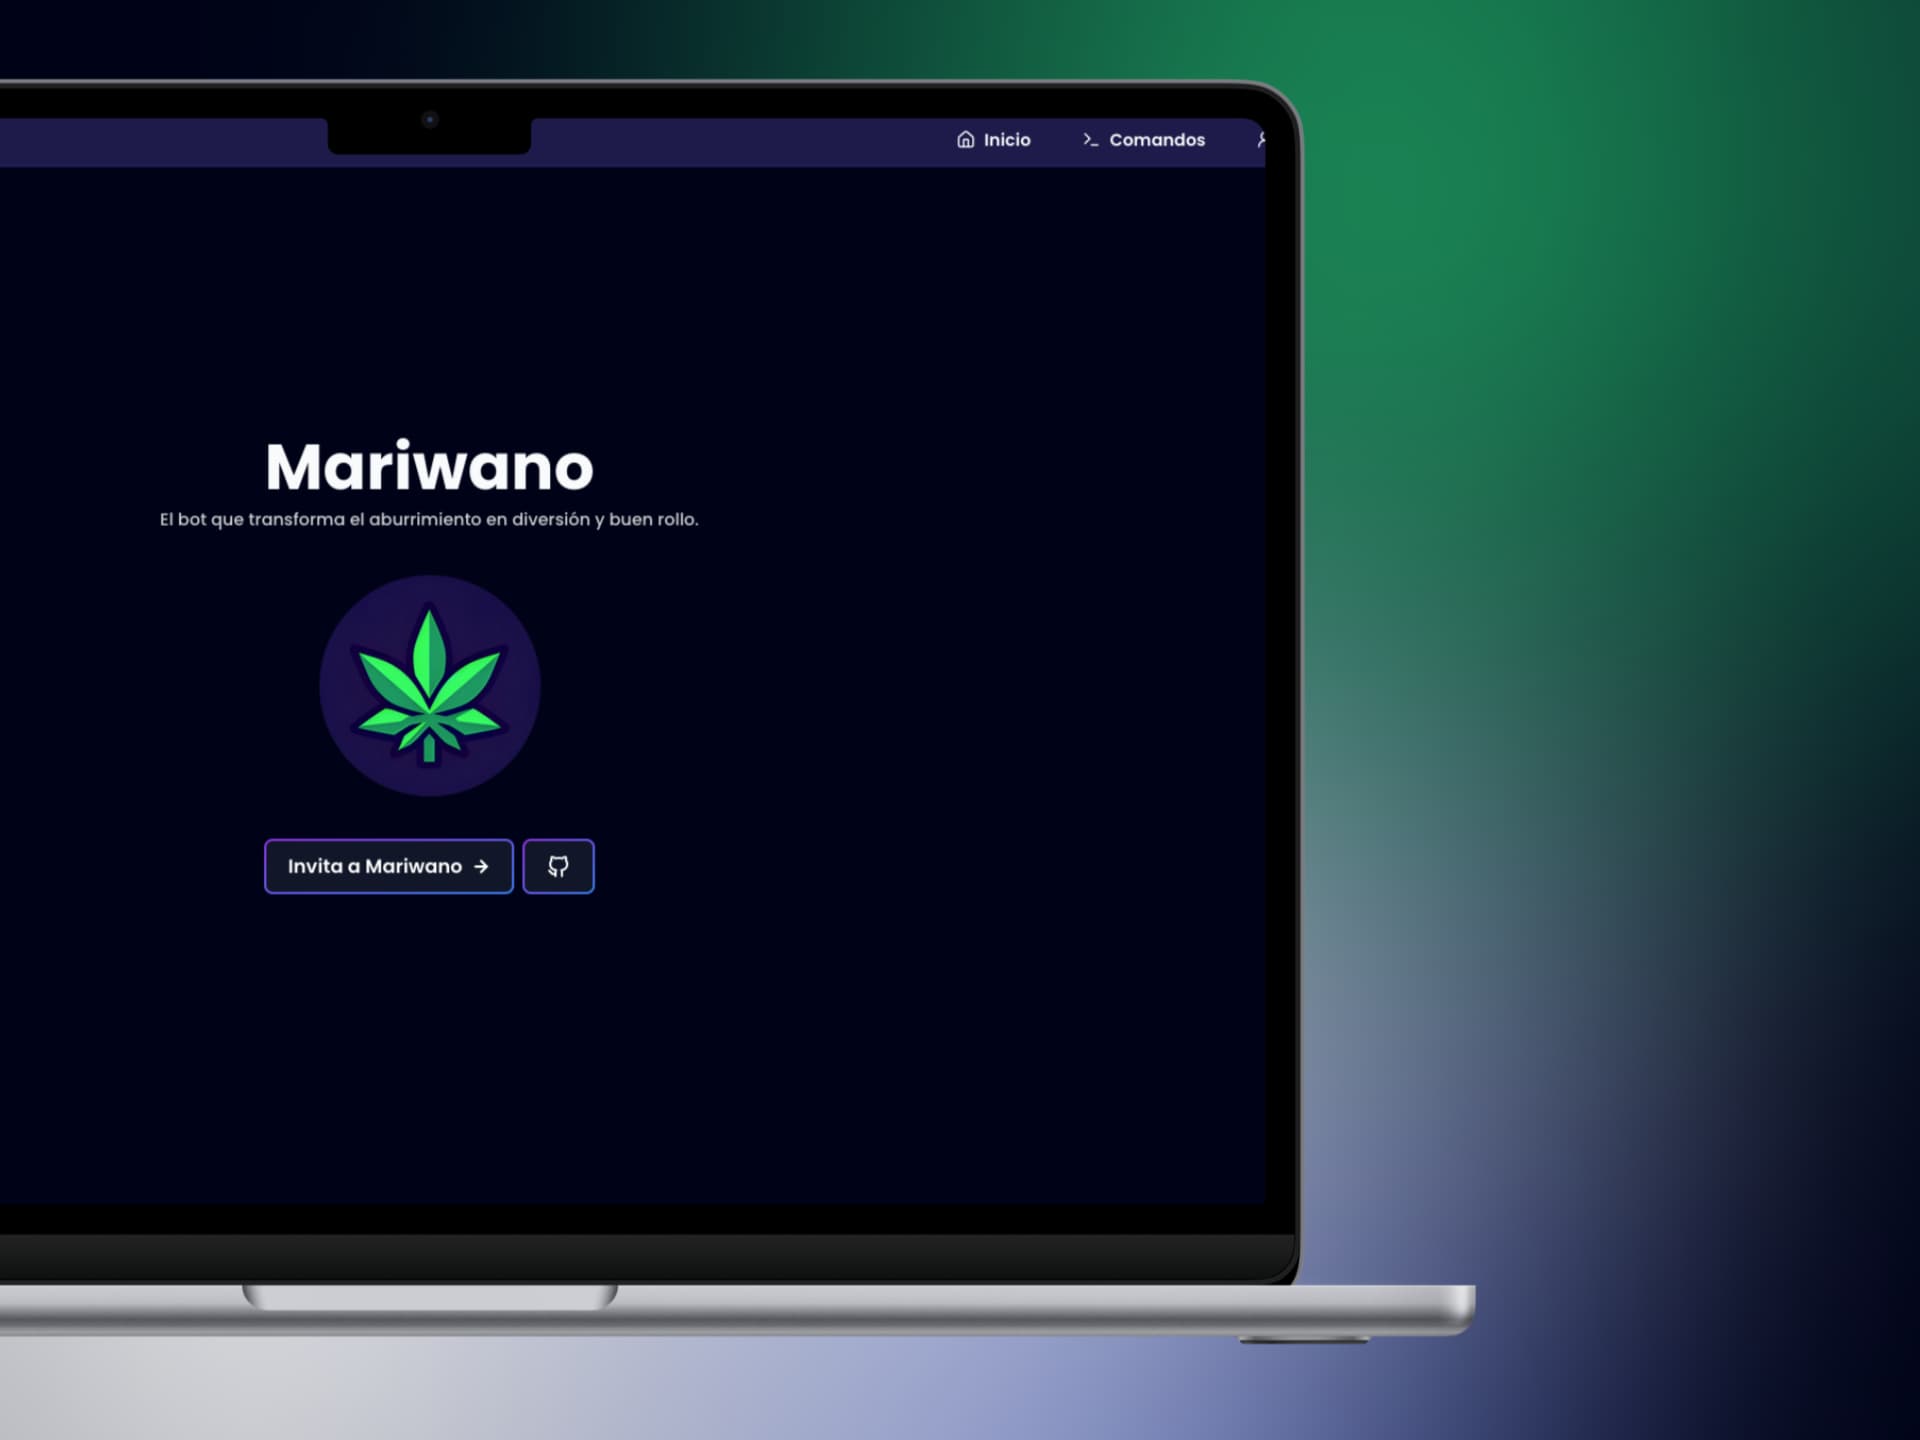 Inicio
Comandos
Mariwano
El bot que transforma el aburrimiento en diversión y buen rollo.
Invita a Mariwano →